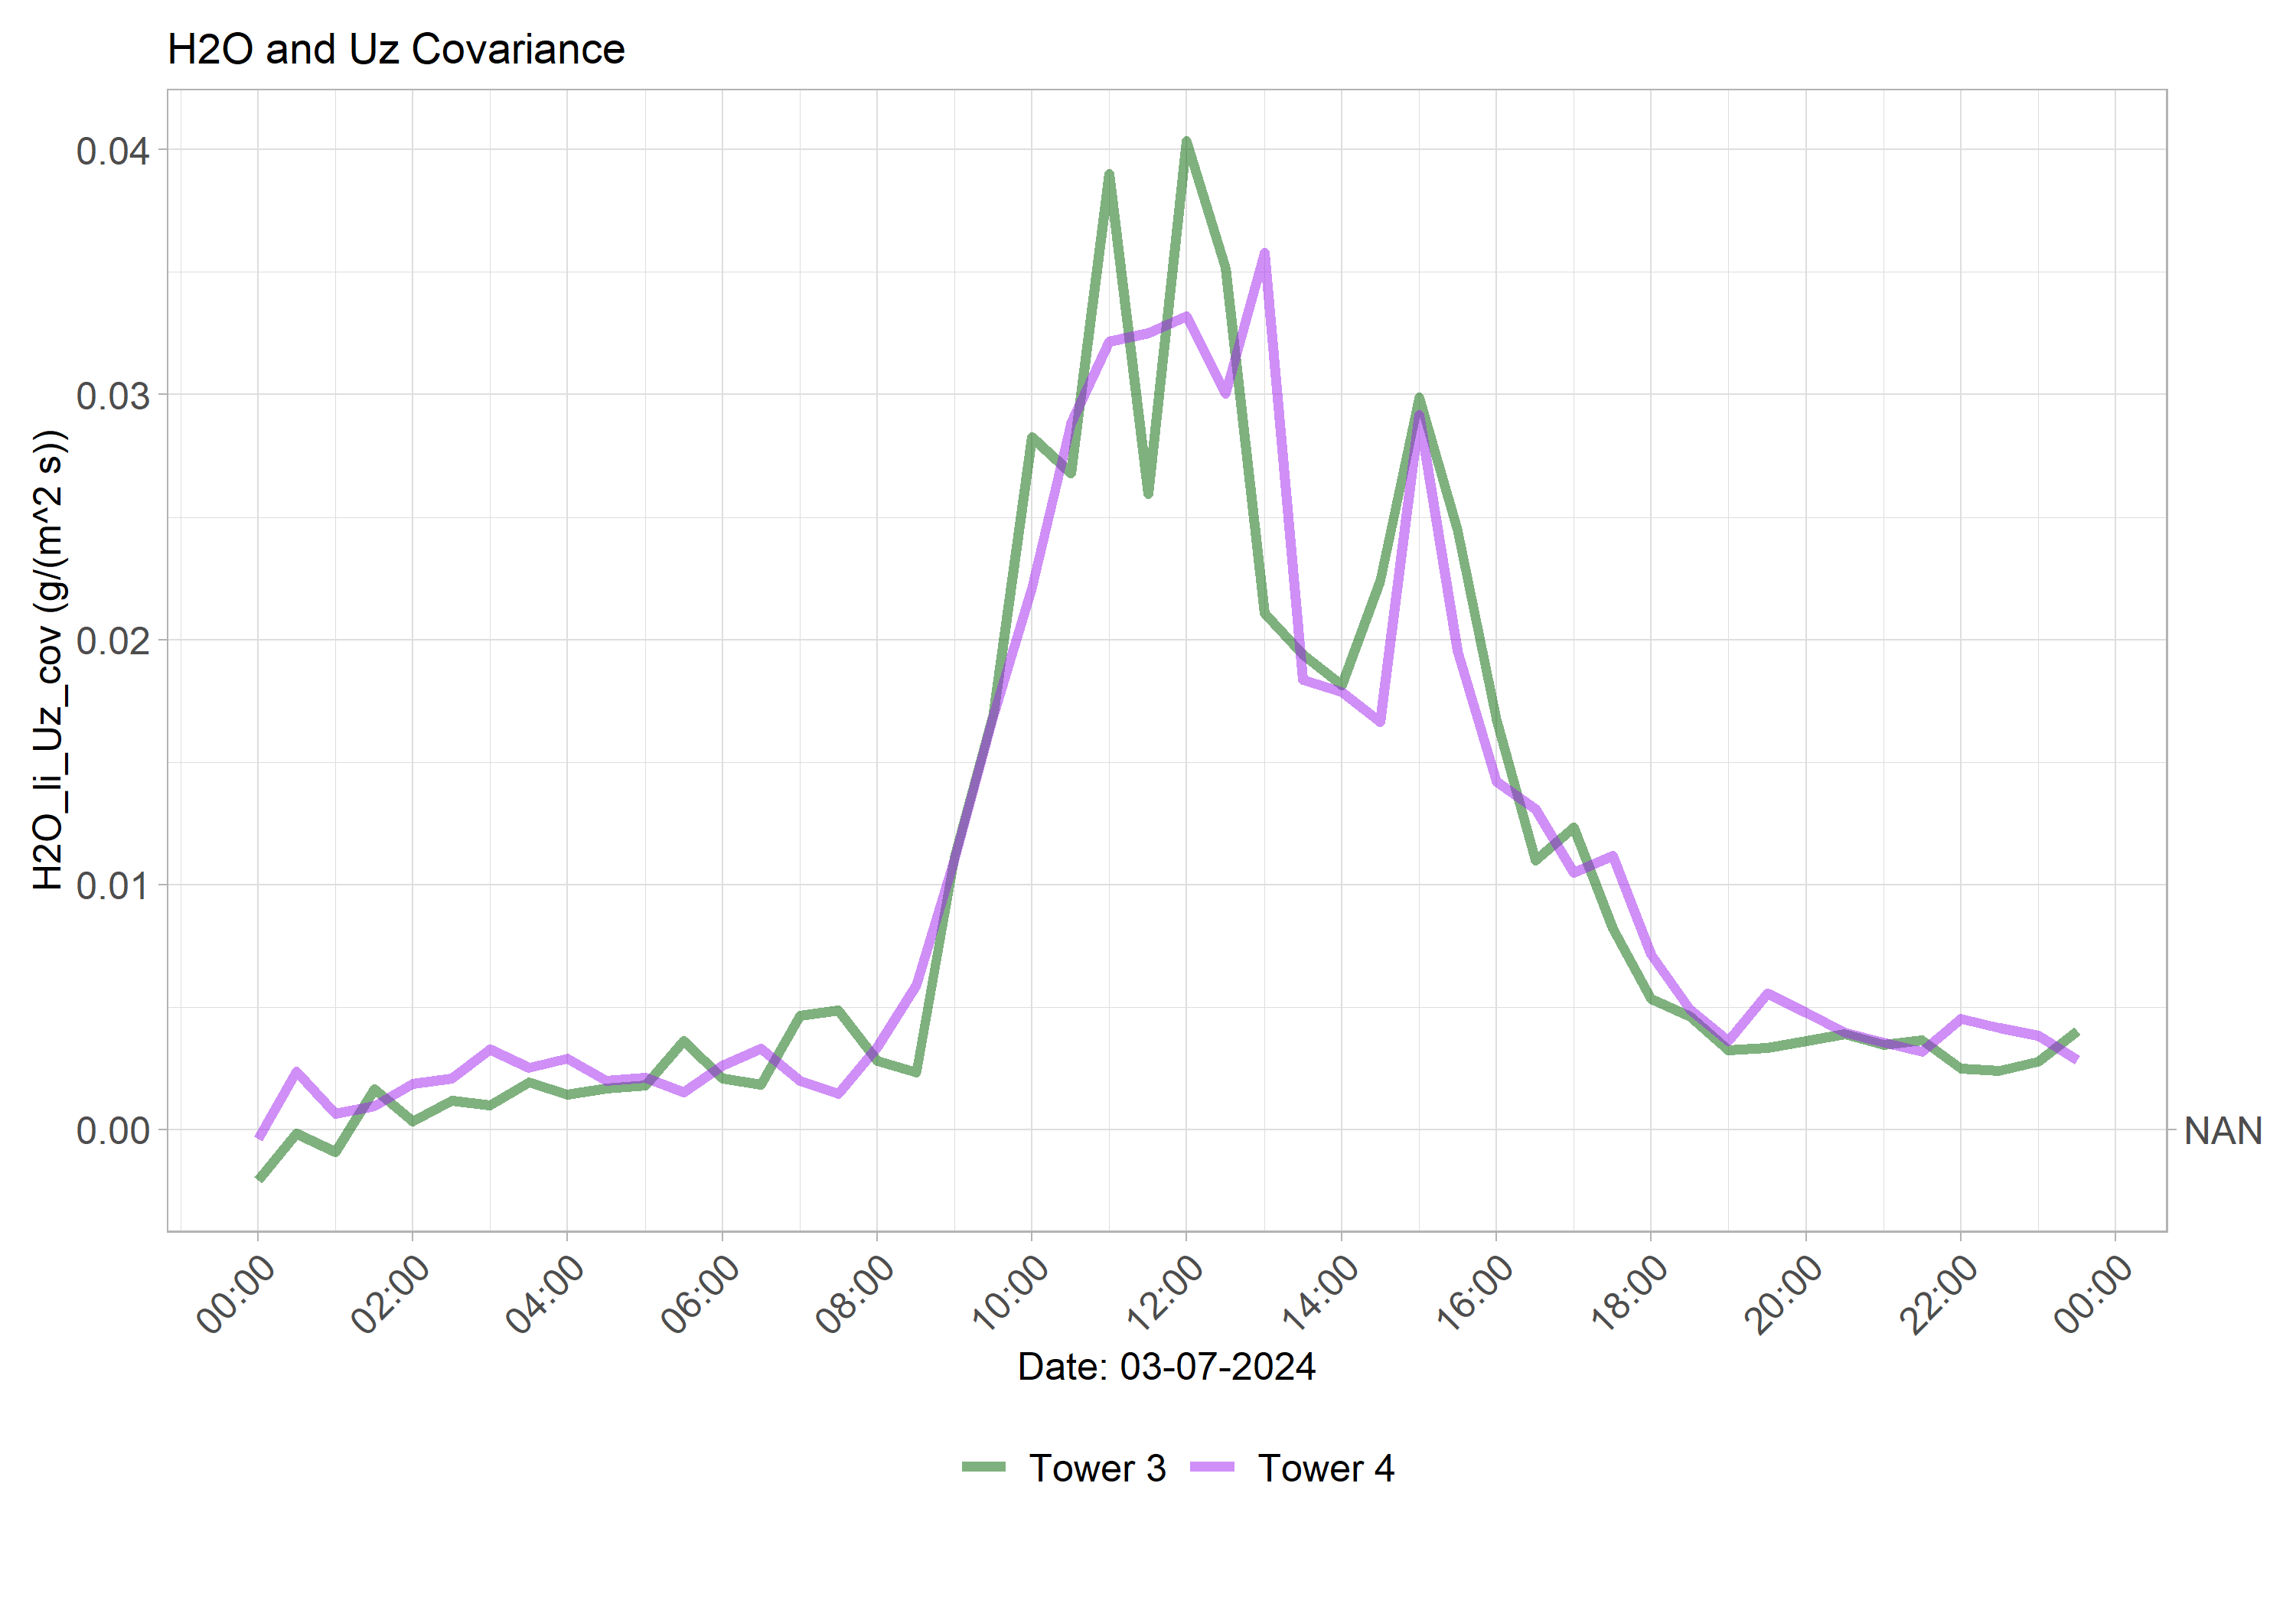 H2O and Uz Covariance
H2O_li_Uz_cov (g/(m^2 s))
0.04
0.03
0.02
0.01
0.00
NAN
00:00 02:00 04:00 06:00 08:00 10:00 12:00 14:00 16:00 18:00 20:00 22:00 00:00
Date: 03-07-2024
Tower 3 Tower 4